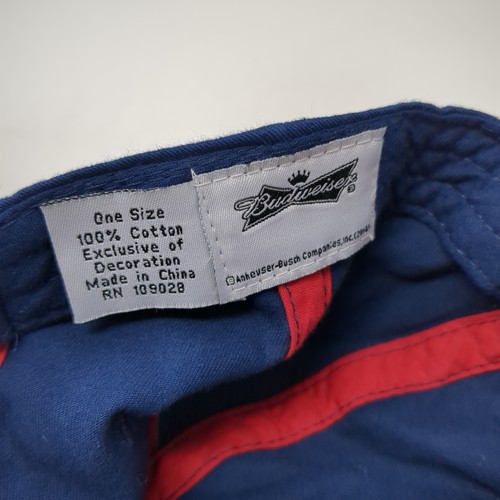 One Size
100% Cotton
Exclusive of
Decoration
Made in China
RN 109028
Budweiser®
©Anheuser-Busch Companies, Inc.